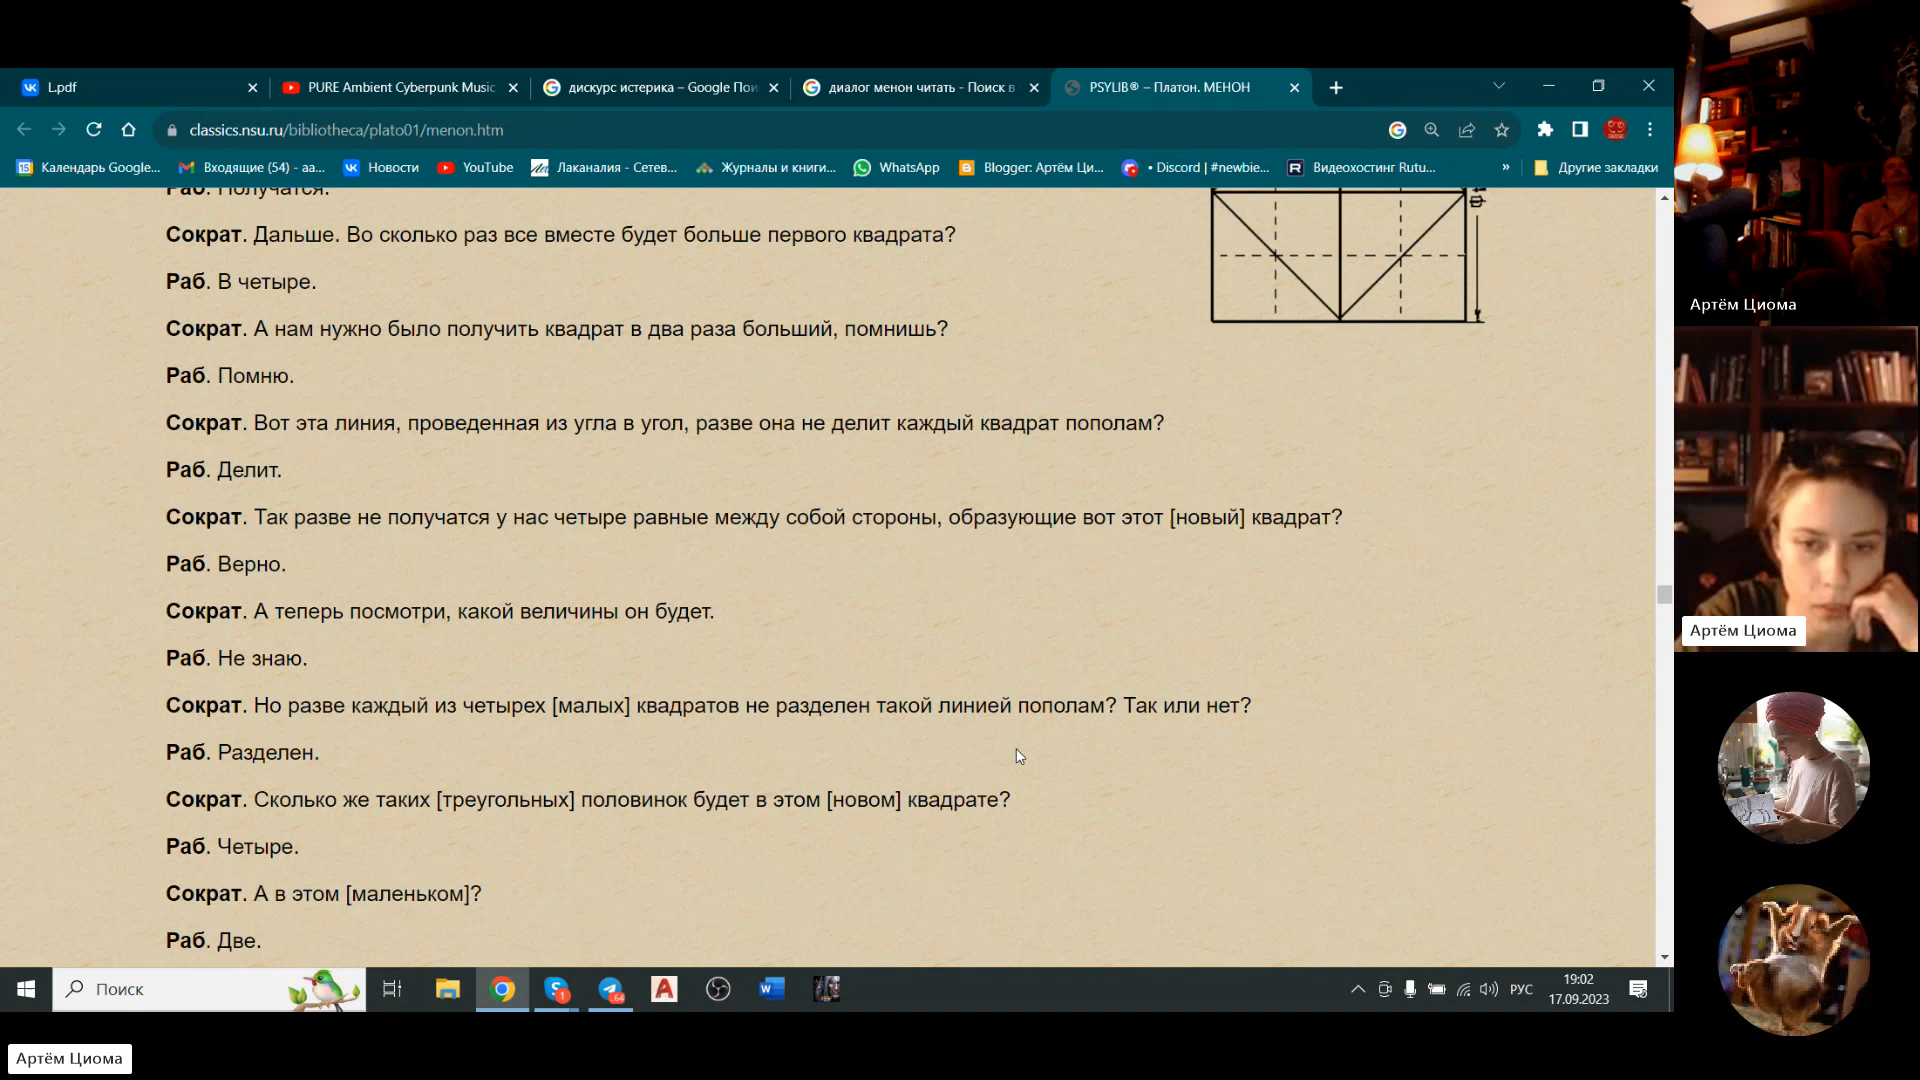 L.pdf
PURE Ambient Cyberpunk Music
дискурс истерика – Google Пои
диалог менон читать - Поиск в
PSYLIB® – Платон. МЕНОН
classics.nsu.ru/bibliotheca/plato01/menon.htm
Календарь Google...
Входящие (54) - аа...
Новости
YouTube
Лаканалия - Сетев...
Журналы и книги...
WhatsApp
Blogger: Артём Ци...
• Discord | #newbie...
Видеохостинг Rutu...
»
Другие закладки
Раб. Получатся.
Сократ. Дальше. Во сколько раз все вместе будет больше первого квадрата?
Раб. В четыре.
Сократ. А нам нужно было получить квадрат в два раза больший, помнишь?
Раб. Помню.
Сократ. Вот эта линия, проведенная из угла в угол, разве она не делит каждый квадрат пополам?
Раб. Делит.
Сократ. Так разве не получатся у нас четыре равные между собой стороны, образующие вот этот [новый] квадрат?
Раб. Верно.
Сократ. А теперь посмотри, какой величины он будет.
Раб. Не знаю.
Сократ. Но разве каждый из четырех [малых] квадратов не разделен такой линией пополам? Так или нет?
Раб. Разделен.
Сократ. Сколько же таких [треугольных] половинок будет в этом [новом] квадрате?
Раб. Четыре.
Сократ. А в этом [маленьком]?
Раб. Две.
Артём Циома
Артём Циома
Поиск
РУС
19:02
17.09.2023
Артём Циома